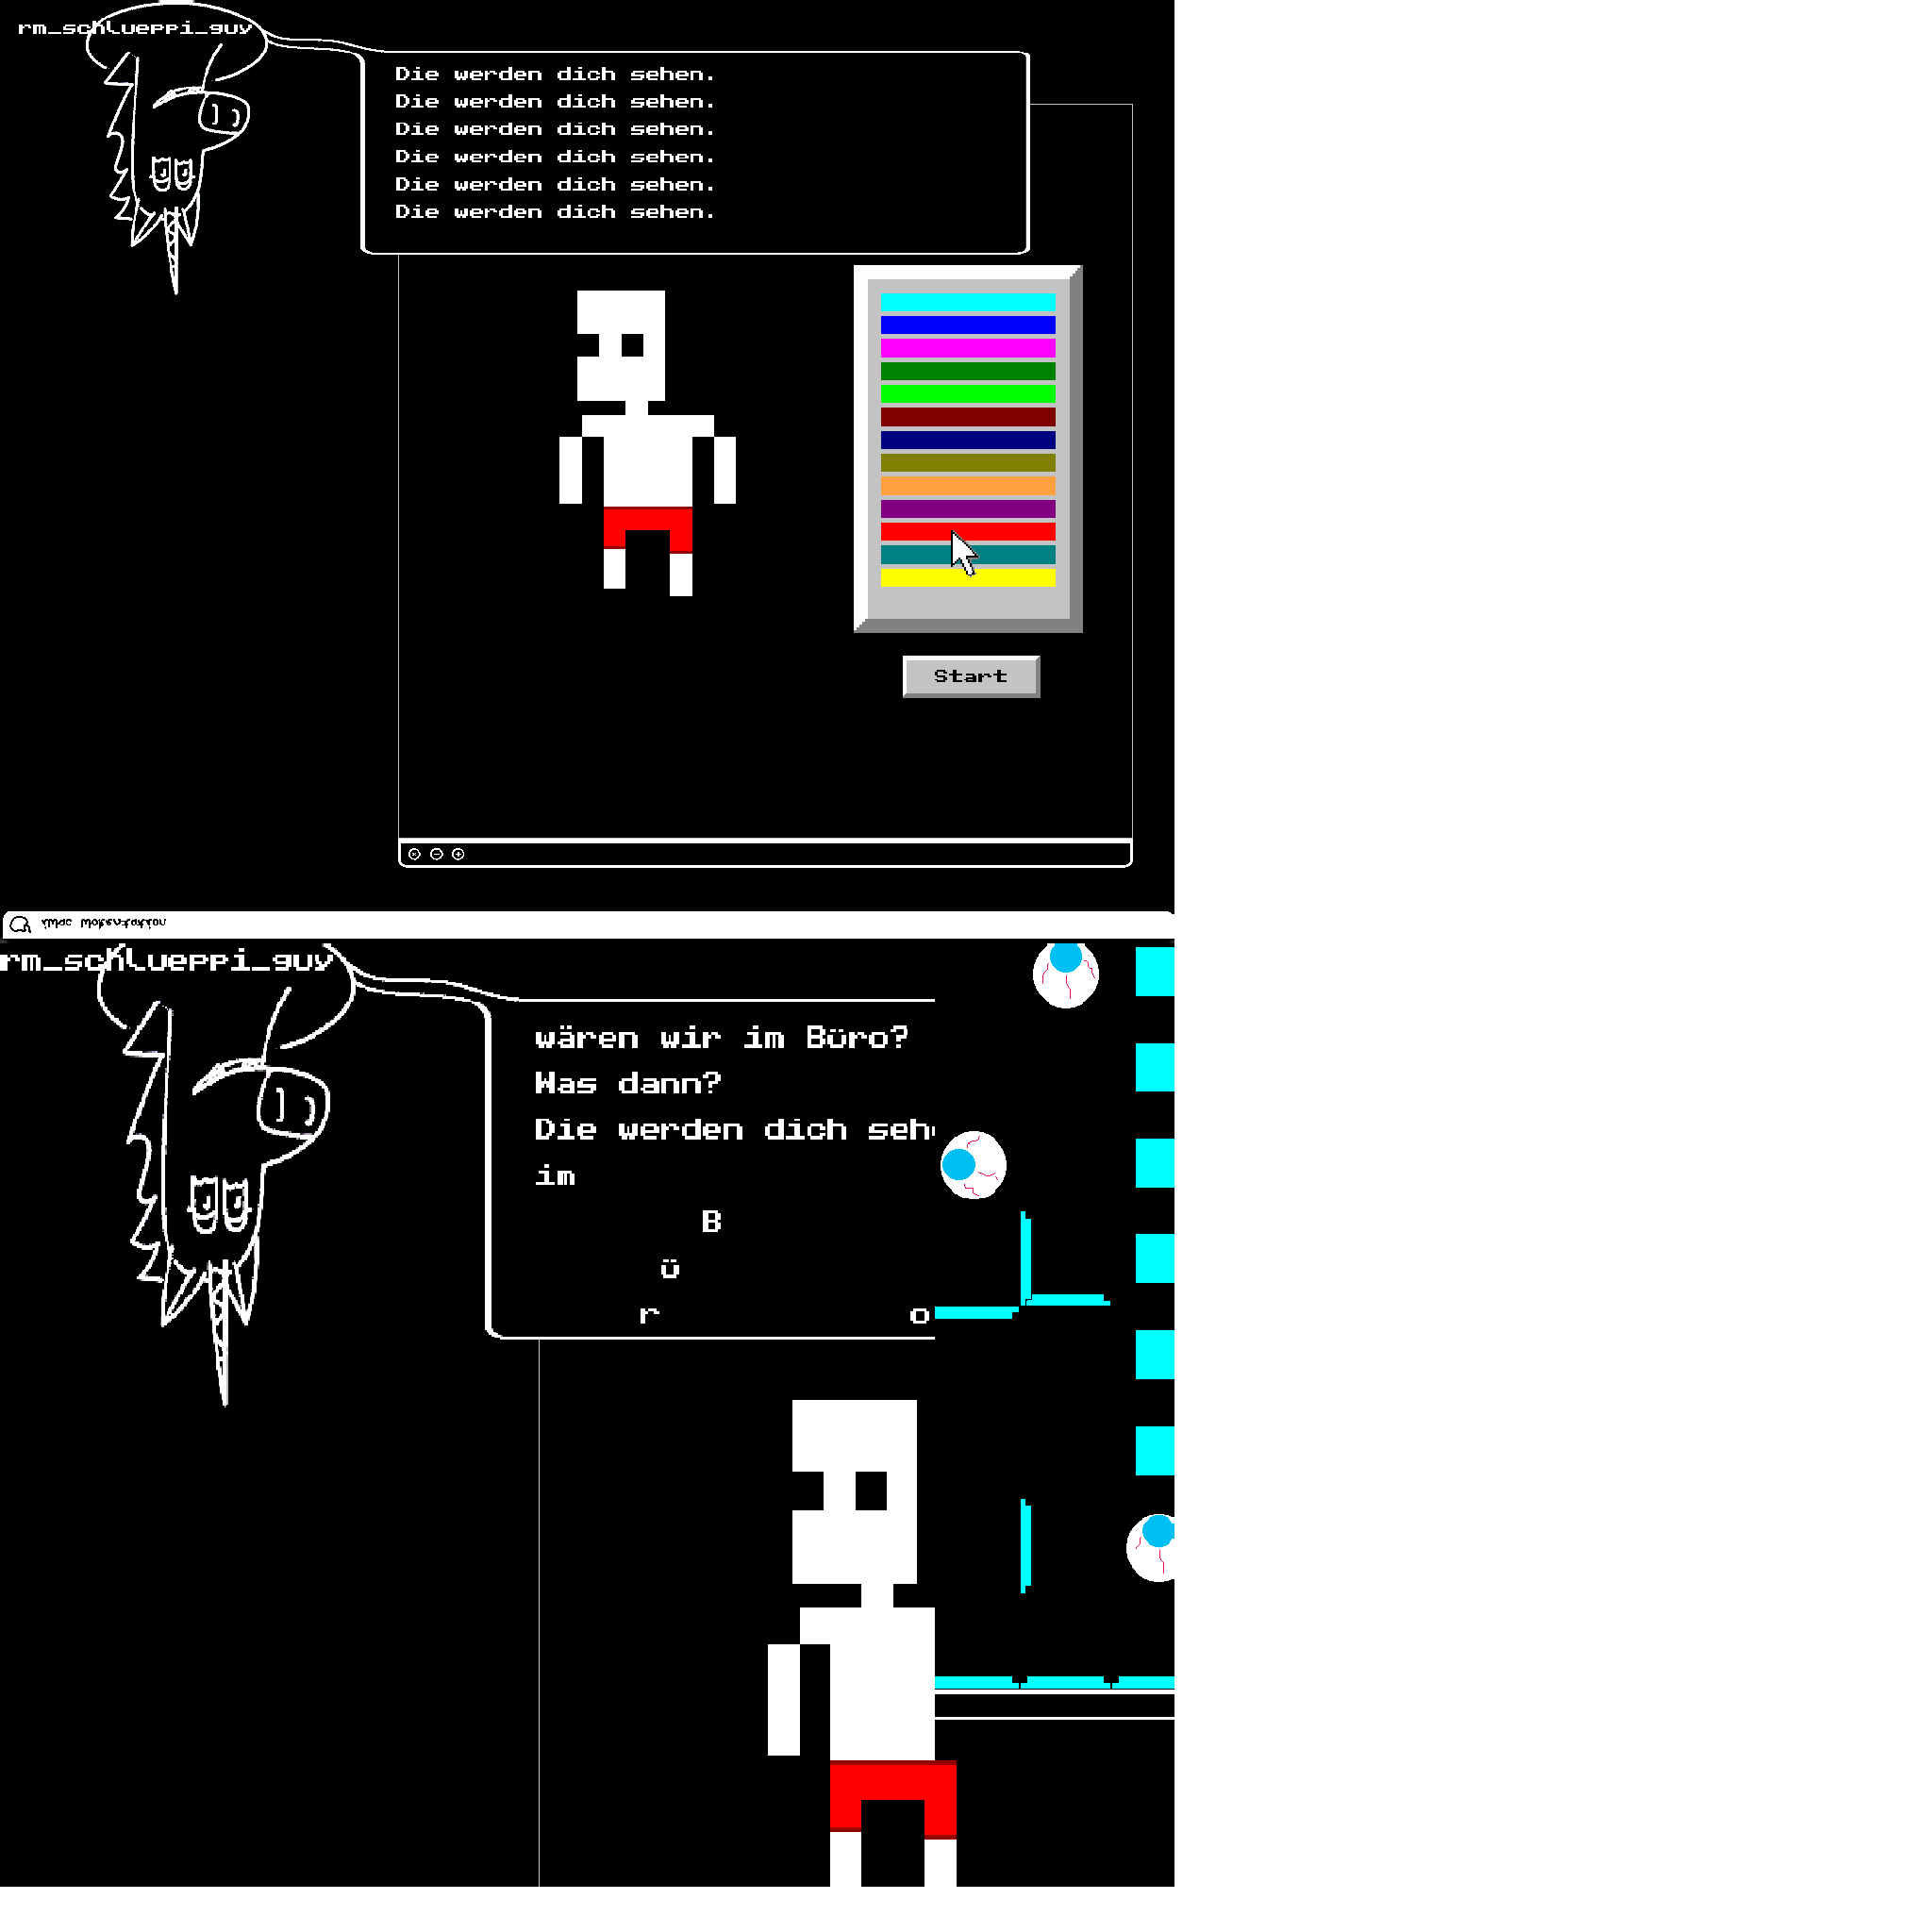 rm_schlueppi_guy
Die werden dich sehen.
Die werden dich sehen.
Die werden dich sehen.
Die werden dich sehen.
Die werden dich sehen.
Die werden dich sehen.
Start
rm_schlueppi_guy
wären wir im Büro?
Was dann?
Die werden dich seh
im
B
ü
r o